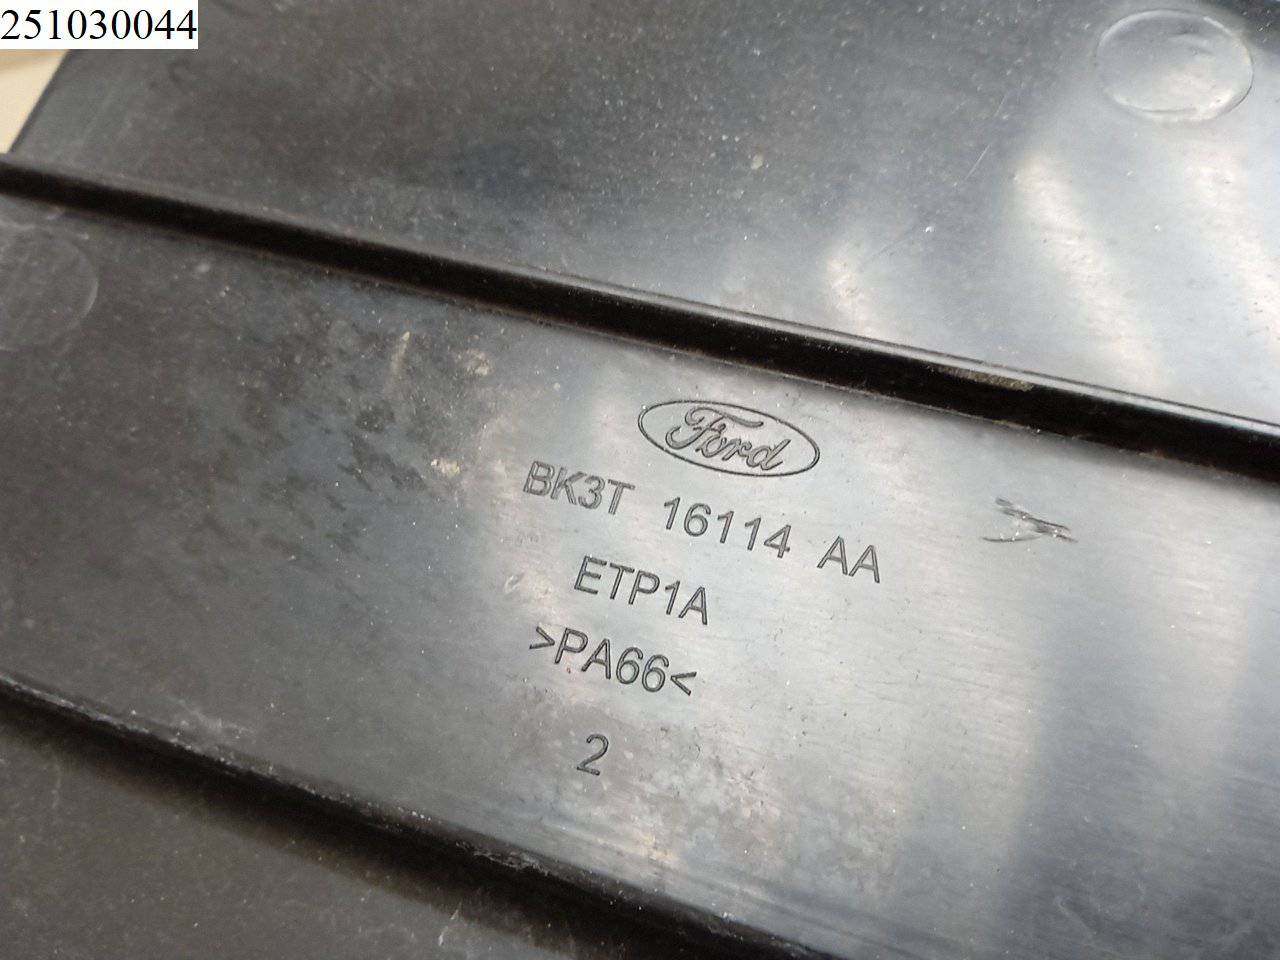 251030044
Ford
BK3T 16114 AA
ETP1A
>PA66<
2